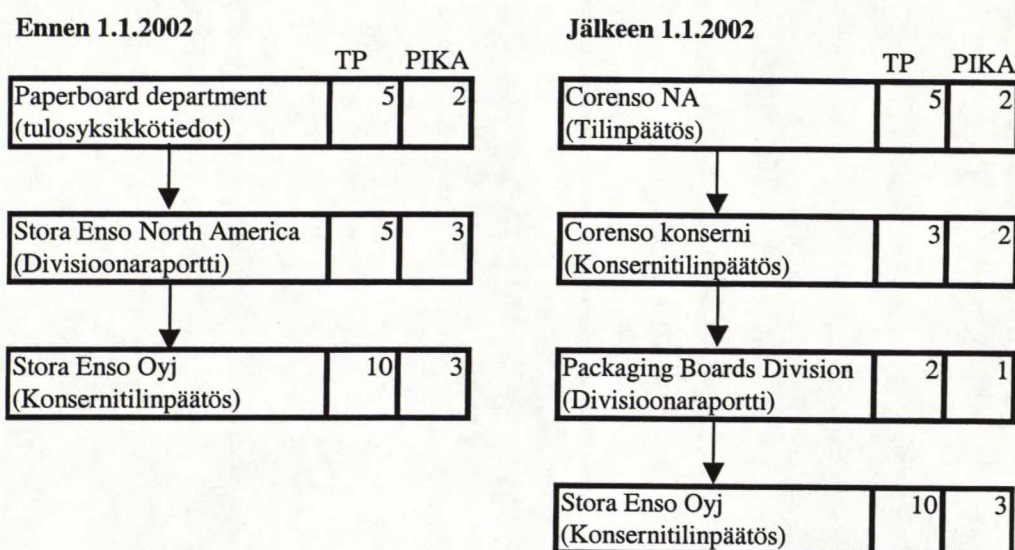 Ennen 1.1.2002
TP PIKA
Paperboard department 5 2
(tulosyksikkötiedot)
Stora Enso North America 5 3
(Divisioonaraportti)
Stora Enso Oyj 10 3
(Konsernitilinpäätös)
Jälkeen 1.1.2002
TP PIKA
Corenso NA 5 2
(Tilinpäätös)
Corenso konserni 3 2
(Konsernitilinpäätös)
Packaging Boards Division 2 1
(Divisioonaraportti)
Stora Enso Oyj 10 3
(Konsernitilinpäätös)